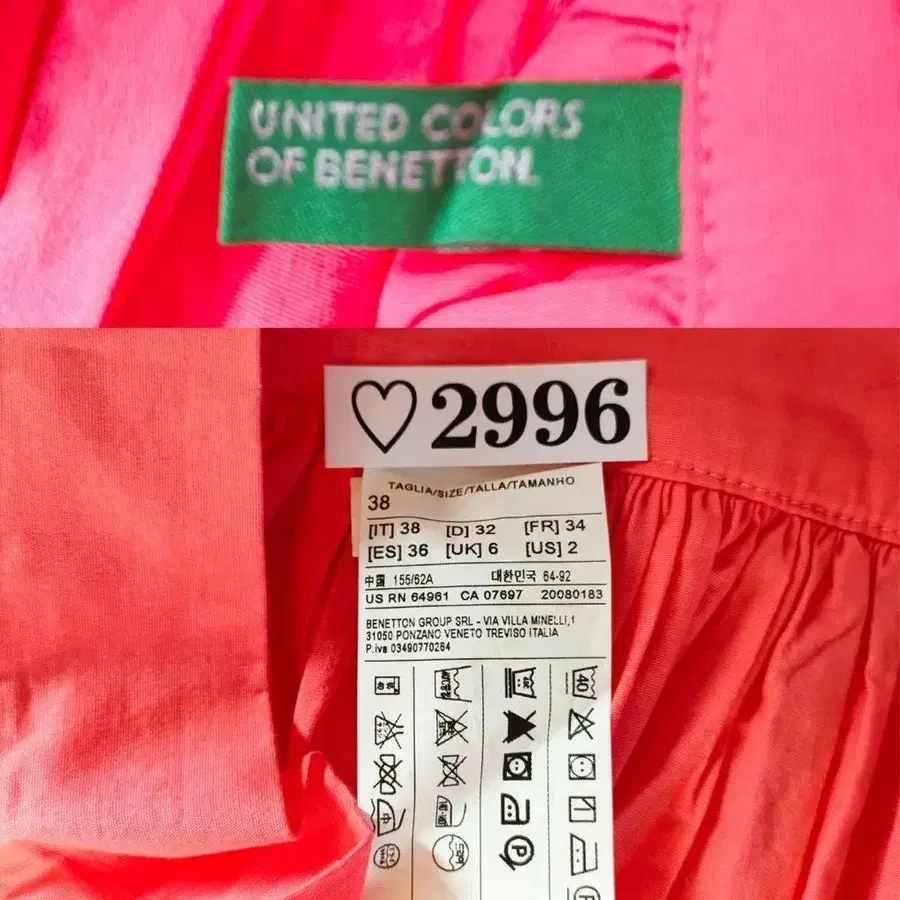 UNITED COLORS
OF BENETTON.
♡2996
TAGLIA/SIZE/TALLA/TAMANHO
38
[IT] 38 [D] 32 [FR] 34
[ES] 36 [UK] 6 [US] 2
中国 155/62A 대한민국 64-92
US RN 64961 CA 07697 20080183
BENETTON GROUP SRL - VIA VILLA MINELLI,1
31050 PONZANO VENETO TREVISO ITALIA
P.iva 03490770264
40
P